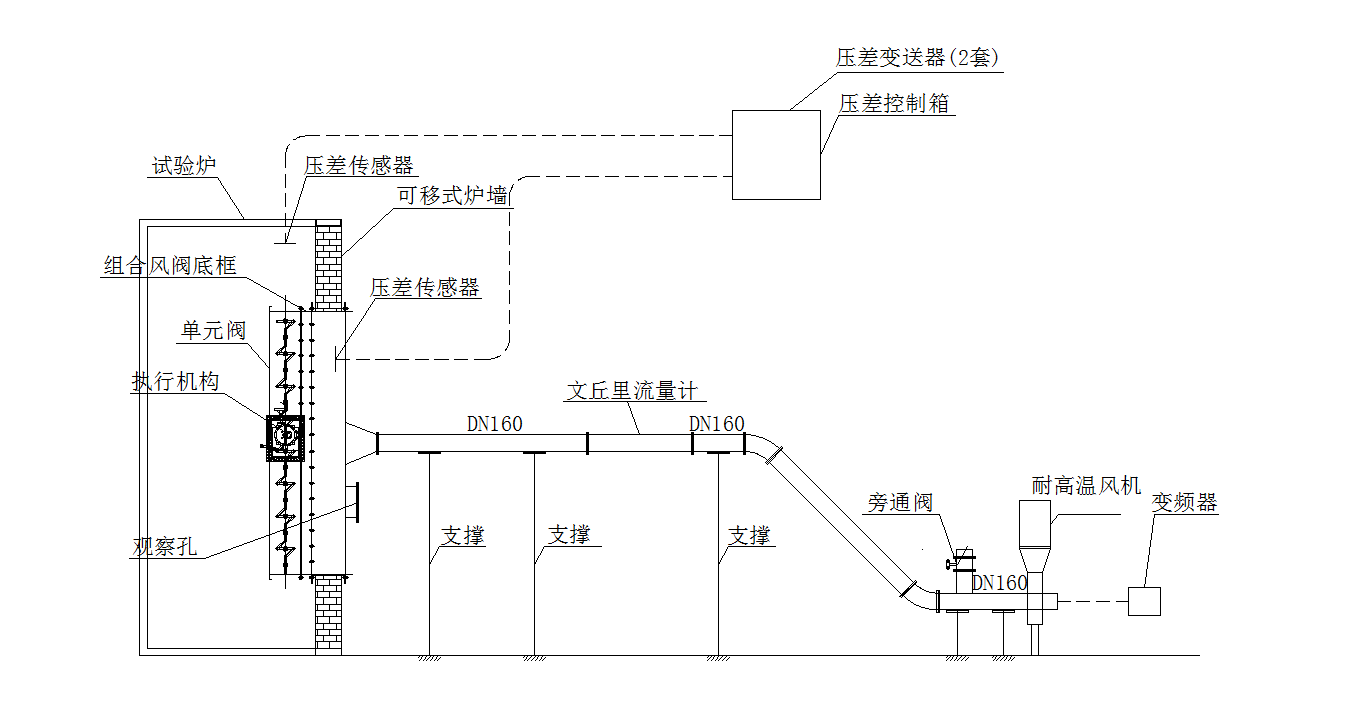 压差变送器(2套)
压差控制箱
试验炉
压差传感器
可移式炉墙
组合风阀底框
压差传感器
单元阀
执行机构
文丘里流量计
DN160
DN160
耐高温风机
旁通阀
变频器
观察孔
支撑
支撑
支撑
DN160